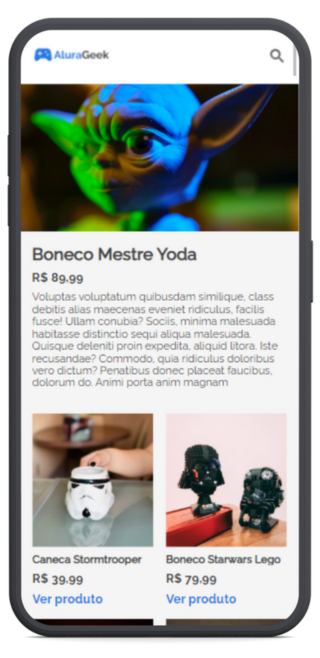 AluraGeek
Boneco Mestre Yoda
R$ 89,99
Voluptas voluptatum quibusdam similique, class
debitis alias maecenas eveniet ridiculus, facilis
fusce! Ullam conubia? Sociis, minima malesuada
habitasse distinctio sequi aliqua malesuada.
Quisque deleniti proin expedita, aliquid litora. Iste
recusandae? Commodo, quia ridiculus doloribus
vero dictum? Penatibus donec placeat faucibus,
dolorum do. Animi porta anim magnam
Caneca Stormtrooper
Boneco Starwars Lego
R$ 39,99
R$ 79,99
Ver produto
Ver produto